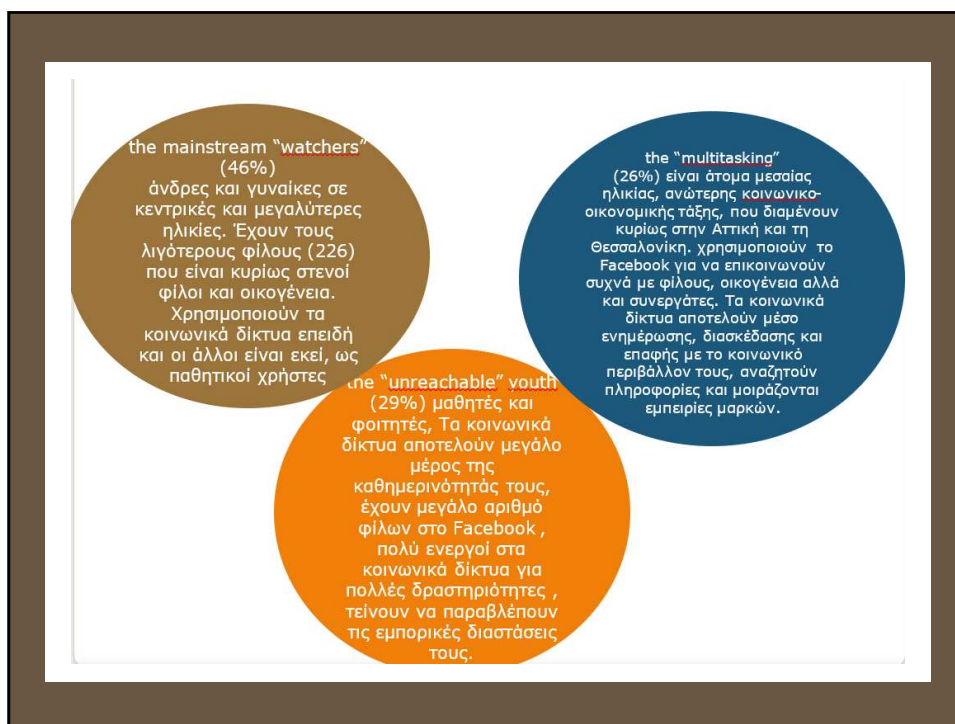 the mainstream “watchers”
(46%)
άνδρες και γυναίκες σε
κεντρικές και μεγαλύτερες
ηλικίες. Έχουν τους
λιγότερους φίλους (226)
που είναι κυρίως στενοί
φίλοι και οικογένεια.
Χρησιμοποιούν τα
κοινωνικά δίκτυα επειδή
και οι άλλοι είναι εκεί, ως
παθητικοί χρήστες
the “unreachable” youth
(29%) μαθητές και
φοιτητές, Τα κοινωνικά
δίκτυα αποτελούν μεγάλο
μέρος της
καθημερινότητάς τους,
έχουν μεγάλο αριθμό
φίλων στο Facebook ,
πολύ ενεργοί στα
κοινωνικά δίκτυα για
πολλές δραστηριότητες ,
τείνουν να παραβλέπουν
τις εμπορικές διαστάσεις
τους.
the “multitasking”
(26%) είναι άτομα μεσαίας
ηλικίας, ανώτερης κοινωνικο-
οικονομικής τάξης, που διαμένουν
κυρίως στην Αττική και τη
Θεσσαλονίκη. χρησιμοποιούν το
Facebook για να επικοινωνούν
συχνά με φίλους, οικογένεια αλλά
και συνεργάτες. Τα κοινωνικά
δίκτυα αποτελούν μέσο
ενημέρωσης, διασκέδασης και
επαφής με το κοινωνικό
περιβάλλον τους, αναζητούν
πληροφορίες και μοιράζονται
εμπειρίες μαρκών.